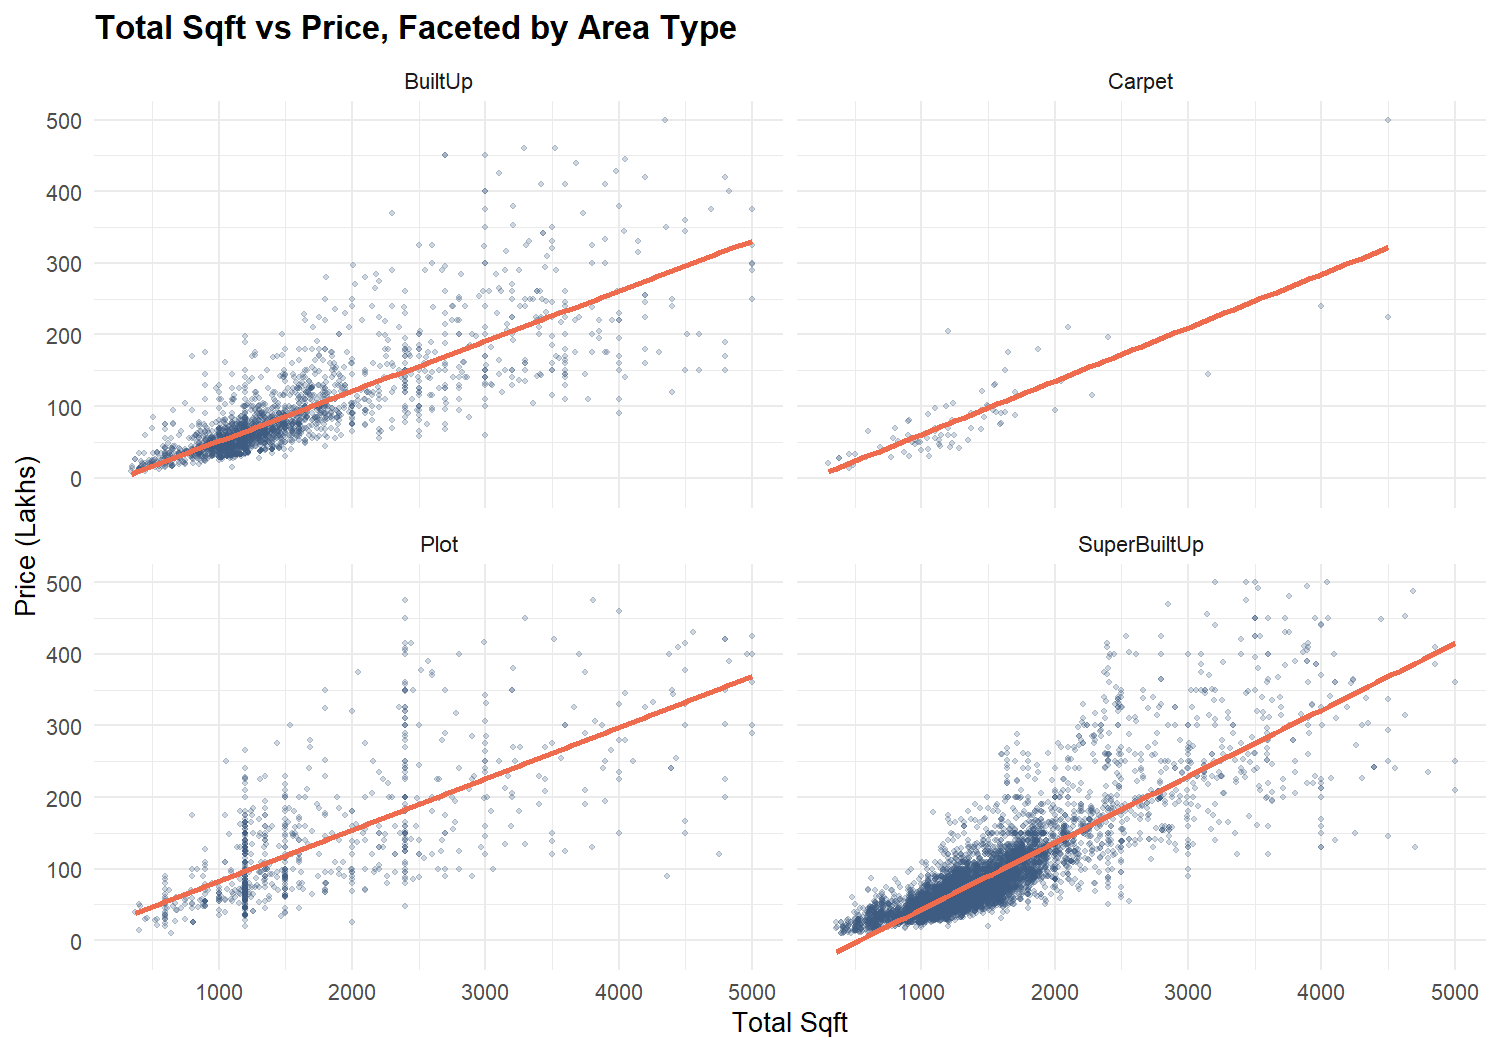 Total Sqft vs Price, Faceted by Area Type
BuiltUp
Carpet
500
400
300
200
100
0
Plot
SuperBuiltUp
500
400
300
200
100
0
Price (Lakhs)
1000 2000 3000 4000 5000
1000 2000 3000 4000 5000
Total Sqft